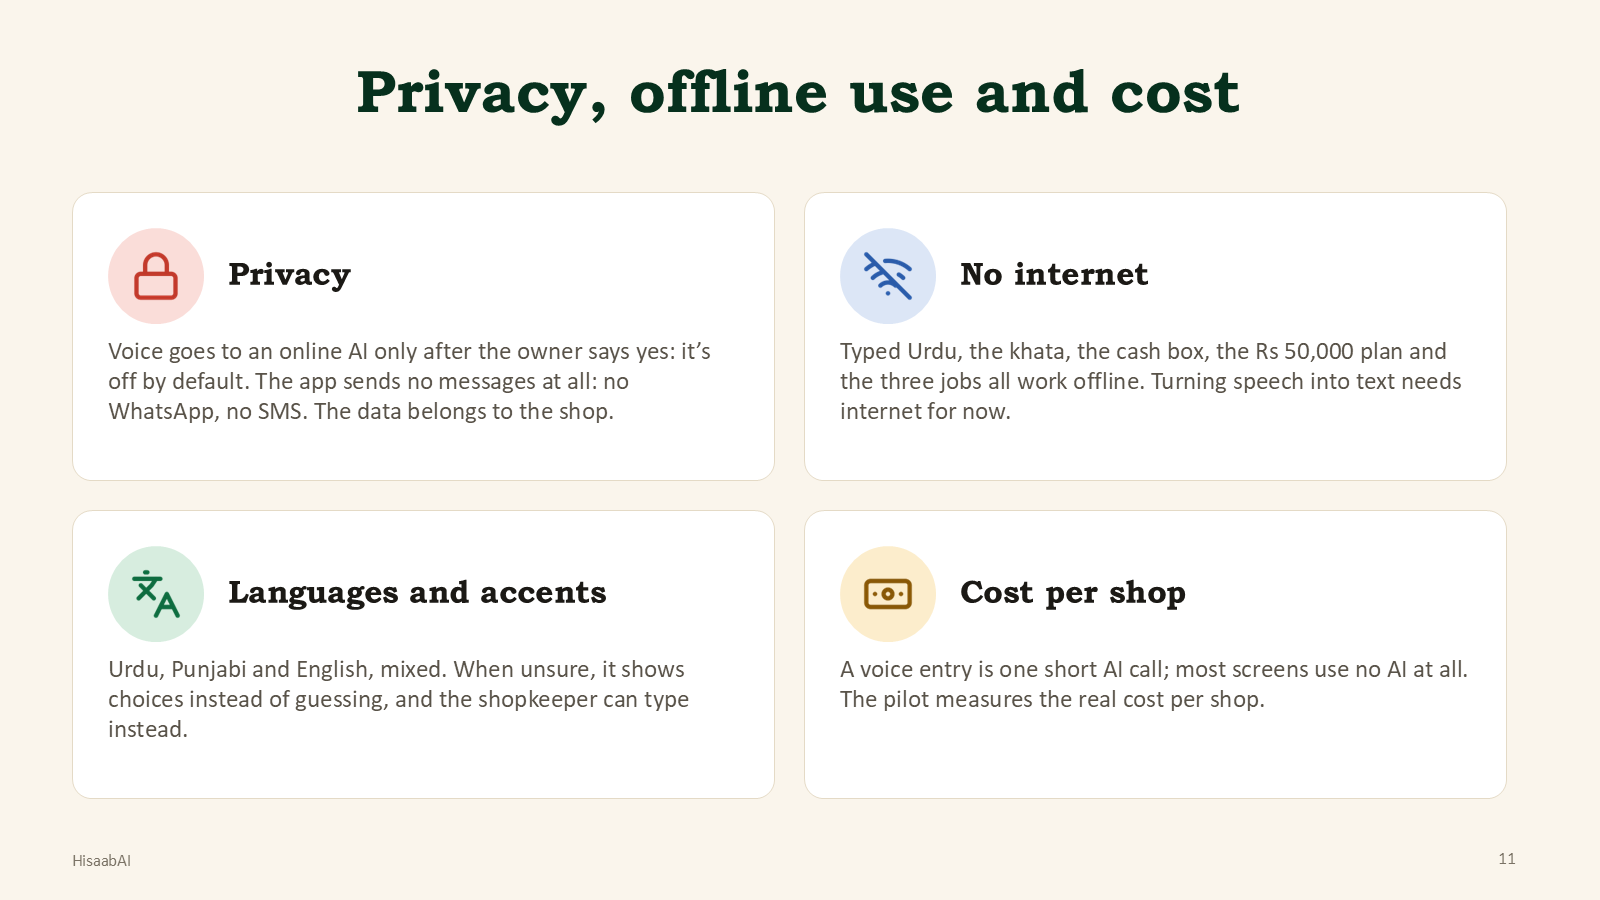 Privacy, offline use and cost
Privacy
Voice goes to an online AI only after the owner says yes: it’s
off by default. The app sends no messages at all: no
WhatsApp, no SMS. The data belongs to the shop.
No internet
Typed Urdu, the khata, the cash box, the Rs 50,000 plan and
the three jobs all work offline. Turning speech into text needs
internet for now.
Languages and accents
Urdu, Punjabi and English, mixed. When unsure, it shows
choices instead of guessing, and the shopkeeper can type
instead.
Cost per shop
A voice entry is one short AI call; most screens use no AI at all.
The pilot measures the real cost per shop.
HisaabAI
11